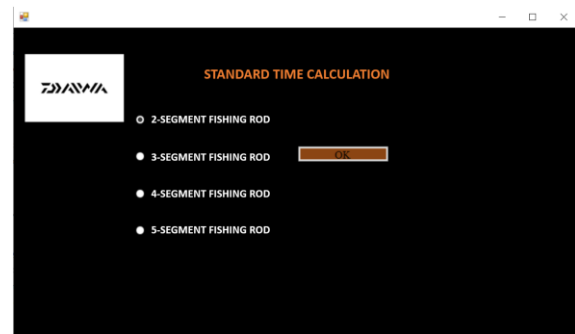 DAIWA
STANDARD TIME CALCULATION
2-SEGMENT FISHING ROD
3-SEGMENT FISHING ROD
OK
4-SEGMENT FISHING ROD
5-SEGMENT FISHING ROD